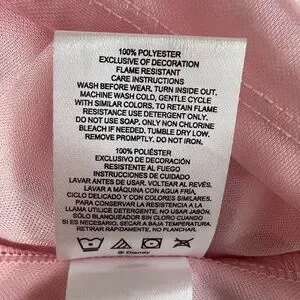 100% POLYESTER
EXCLUSIVE OF DECORATION
FLAME RESISTANT
CARE INSTRUCTIONS
WASH BEFORE WEAR, TURN INSIDE OUT.
MACHINE WASH COLD, GENTLE CYCLE
WITH SIMILAR COLORS, TO RETAIN FLAME
RESISTANCE USE DETERGENT ONLY.
DO NOT USE SOAP, ONLY NON CHLORINE
BLEACH IF NEEDED, TUMBLE DRY LOW.
REMOVE PROMPTLY. DO NOT IRON.
100% POLIÉSTER
EXCLUSIVO DE DECORACIÓN
RESISTENTE AL FUEGO
INSTRUCCIONES DE CUIDADO
LAVAR ANTES DE USAR, VOLTEAR AL REVÉS.
LAVAR A MÁQUINA CON AGUA FRÍA,
CICLO DELICADO Y CON COLORES SIMILARES.
PARA CONSERVAR LA RESISTENCIA A LA
LLAMA UTILICE DETERGENTE, NO USAR JABÓN.
SÓLO BLANQUEADOR SIN CLORO CUANDO
SI ES NECESARIO, SECAR A BAJA TEMPERATURA.
RETIRAR RÁPIDAMENTE, NO PLANCHAR.
© Disney